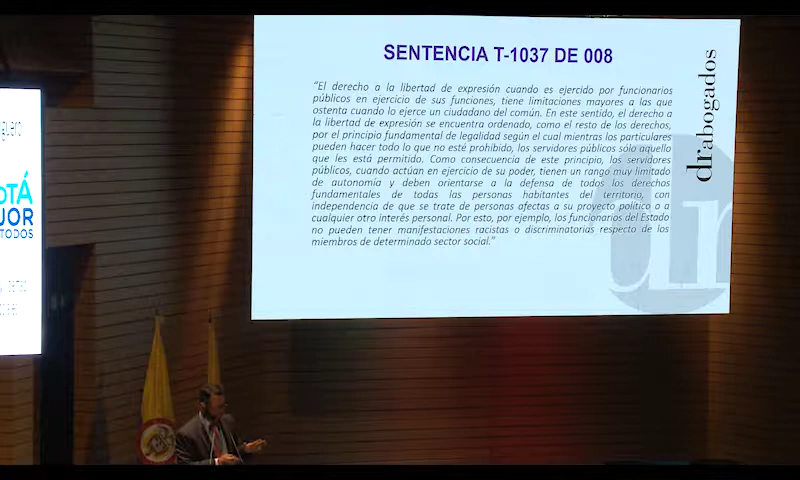 SENTENCIA T-1037 DE 008
“El derecho a la libertad de expresión cuando es ejercido por funcionarios
públicos en ejercicio de sus funciones, tiene limitaciones mayores a las que
ostenta cuando lo ejerce un ciudadano del común. En este sentido, el derecho a
la libertad de expresión se encuentra ordenado, como el resto de los derechos,
por el principio fundamental de legalidad según el cual mientras los particulares
pueden hacer todo lo que no esté prohibido, los servidores públicos sólo aquello
que les está permitido. Como consecuencia de este principio, los servidores
públicos, cuando actúan en ejercicio de su poder, tienen un rango muy limitado
de autonomía y deben orientarse a la defensa de todos los derechos
fundamentales de todas las personas habitantes del territorio, con
independencia de que se trate de personas afectas a su proyecto político o a
cualquier otro interés personal. Por esto, por ejemplo, los funcionarios del Estado
no pueden tener manifestaciones racistas o discriminatorias respecto de los
miembros de determinado sector social.”
drabogados
dr
OTÁ
JOR
TODOS